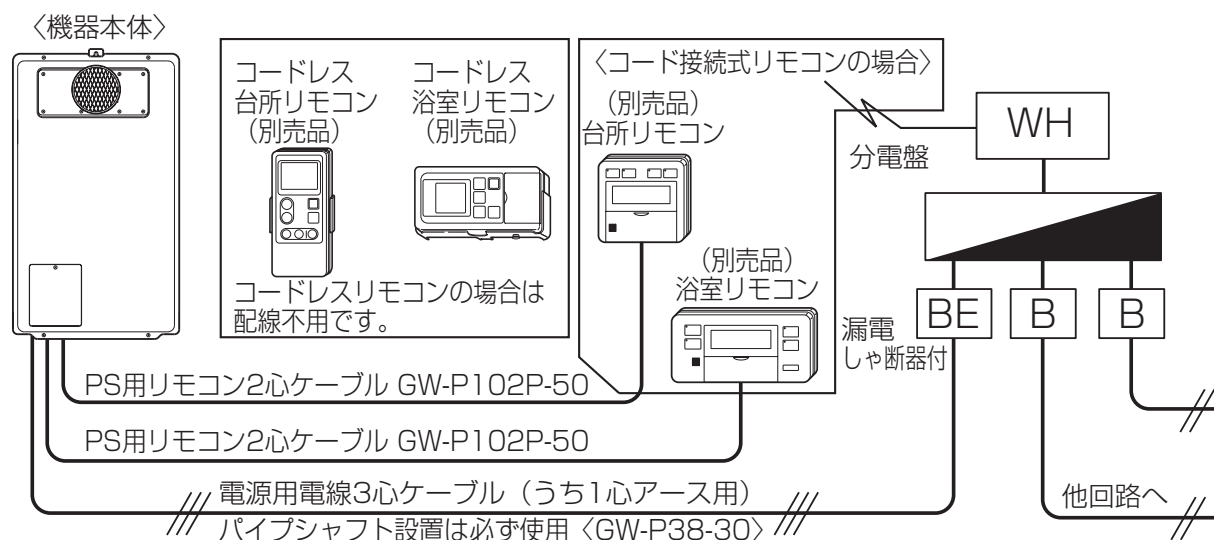 〈機器本体〉
コードレス
台所リモコン
（別売品）
コードレス
浴室リモコン
（別売品）
コードレスリモコンの場合は
配線不用です。
〈コード接続式リモコンの場合〉
（別売品）
台所リモコン
（別売品）
浴室リモコン
分電盤
WH
BE
B
B
漏電
しゃ断器付
PS用リモコン2心ケーブル GW-P102P-50
PS用リモコン2心ケーブル GW-P102P-50
電源用電線3心ケーブル（うち1心アース用）
パイプシャフト設置は必ず使用〈GW-P38-30〉
他回路へ